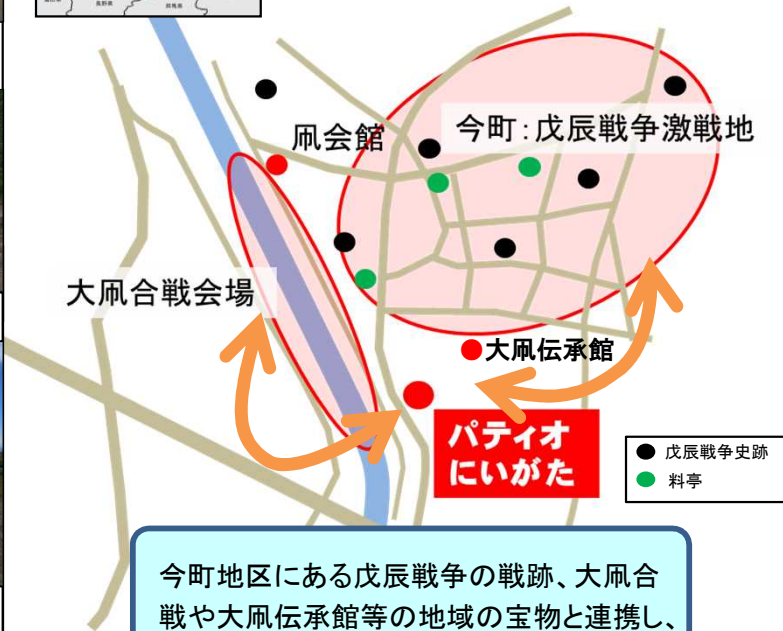 凧会館
今町：戊辰戦争激戦地
大凧合戦会場
●大凧伝承館
パティオ
にいがた
● 戊辰戦争史跡
● 料亭
今町地区にある戊辰戦争の戦跡、大凧合
戦や大凧伝承館等の地域の宝物と連携し、